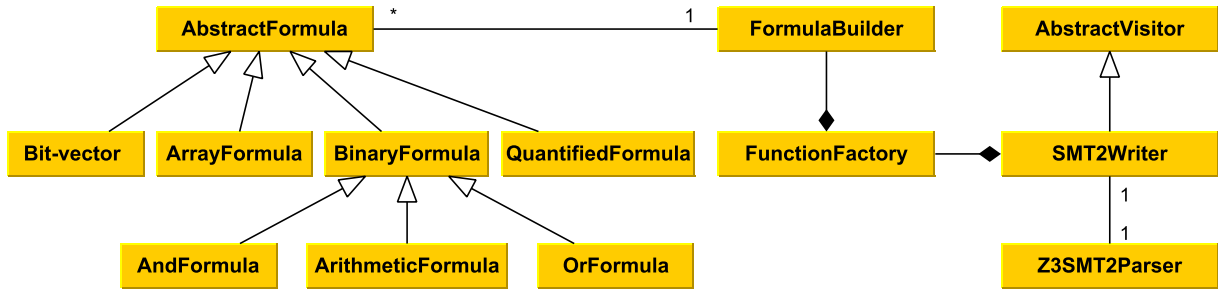 * 1
AbstractFormula FormulaBuilder AbstractVisitor
Bit-vector ArrayFormula BinaryFormula QuantifiedFormula FunctionFactory SMT2Writer
1
1
AndFormula ArithmeticFormula OrFormula Z3SMT2Parser